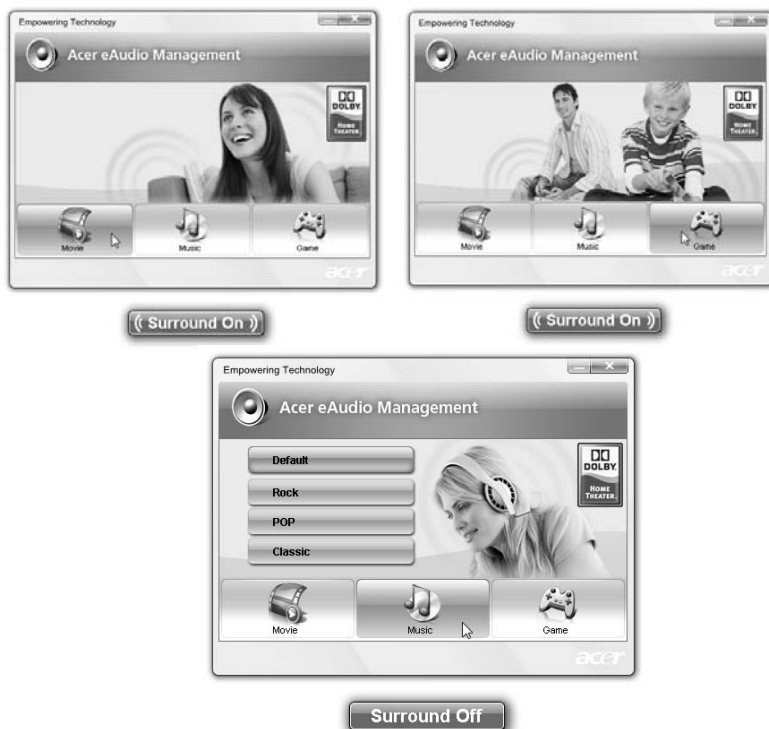 Empowering Technology
Acer eAudio Management
DOLBY
HOME THEATER
Movie
Music
Game
acer
(( Surround On ))
Empowering Technology
Acer eAudio Management
DOLBY
HOME THEATER
Movie
Music
Game
acer
(( Surround On ))
Empowering Technology
Acer eAudio Management
Default
Rock
POP
Classic
DOLBY
HOME THEATER
Movie
Music
Game
acer
Surround Off